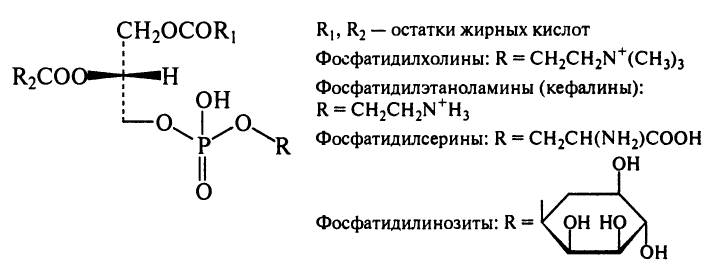 CH₂OCOR₁
R₂COO
H
OH
O
P
O
R
O
R₁, R₂ — остатки жирных кислот
Фосфатидилхолины: R = CH₂CH₂N⁺(CH₃)₃
Фосфатидилэтаноламины (кефалины):
R = CH₂CH₂N⁺H₃
Фосфатидилсерины: R = CH₂CH(NH₂)COOH
Фосфатидилинозиты: R =
OH
OH HO
OH